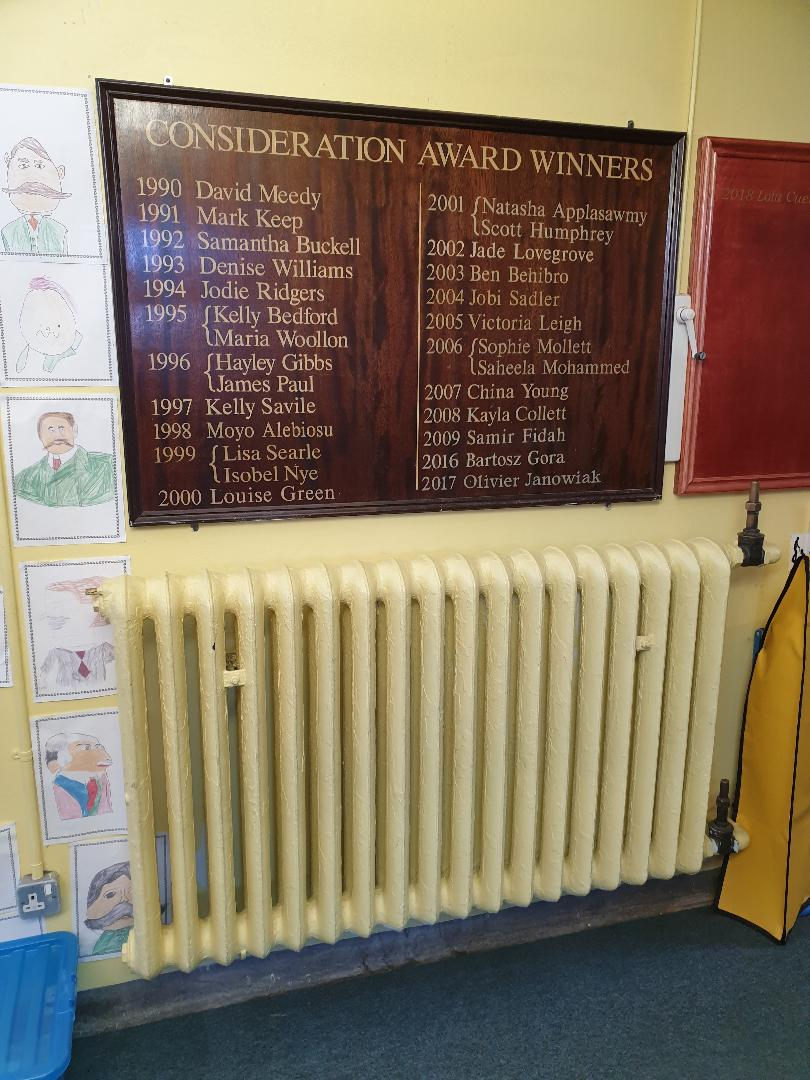 CONSIDERATION AWARD WINNERS
1990 David Meedy
1991 Mark Keep
1992 Samantha Buckell
1993 Denise Williams
1994 Jodie Ridgers
1995 Kelly Bedford
Maria Woollon
1996 Hayley Gibbs
James Paul
1997 Kelly Savile
1998 Moyo Alebiosu
1999 Lisa Searle
Isobel Nye
2000 Louise Green
2001 Natasha Applasawmy
Scott Humphrey
2002 Jade Lovegrove
2003 Ben Behibro
2004 Jobi Sadler
2005 Victoria Leigh
2006 Sophie Mollett
Saheela Mohammed
2007 China Young
2008 Kayla Collett
2009 Samir Fidah
2016 Bartosz Gora
2017 Olivier Janowiak
2018 Lola